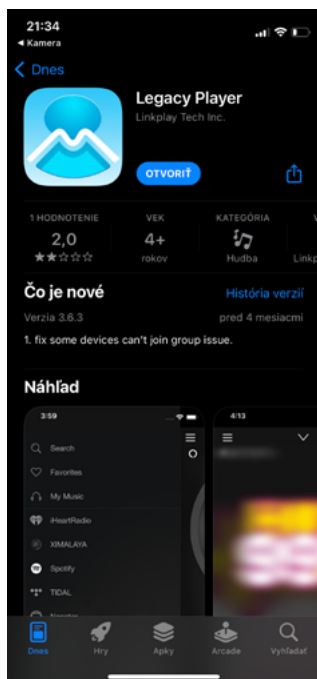 21:34
Kamera
Dnes
Legacy Player
Linkplay Tech Inc.
OTVORIŤ
1 HODNOTENIE
VEK
KATEGÓRIA
2,0
4+
rokov
Hudba
Čo je nové
História verzií
Verzia 3.6.3
pred 4 mesiacmi
1. fix some devices can't join group issue.
Náhľad
3:59
4:13
Search
Favorites
My Music
iHeartRadio
XIMALAYA
Spotify
TIDAL
Dnes
Hry
Apky
Arcade
Vyhľadať